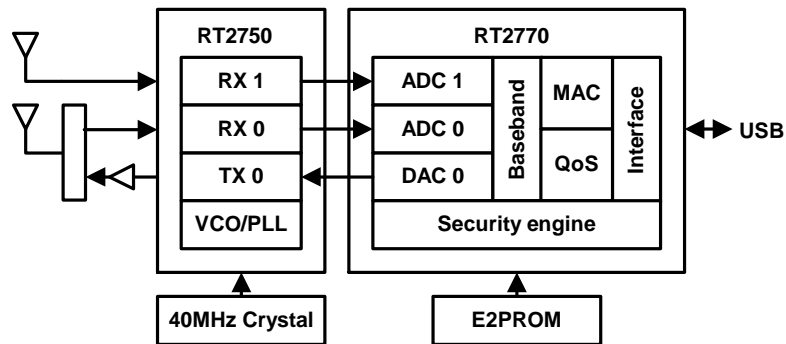 RT2750
RT2770
RX 1
ADC 1
Baseband
MAC
Interface
RX 0
ADC 0
USB
TX 0
DAC 0
QoS
VCO/PLL
Security engine
40MHz Crystal
E2PROM